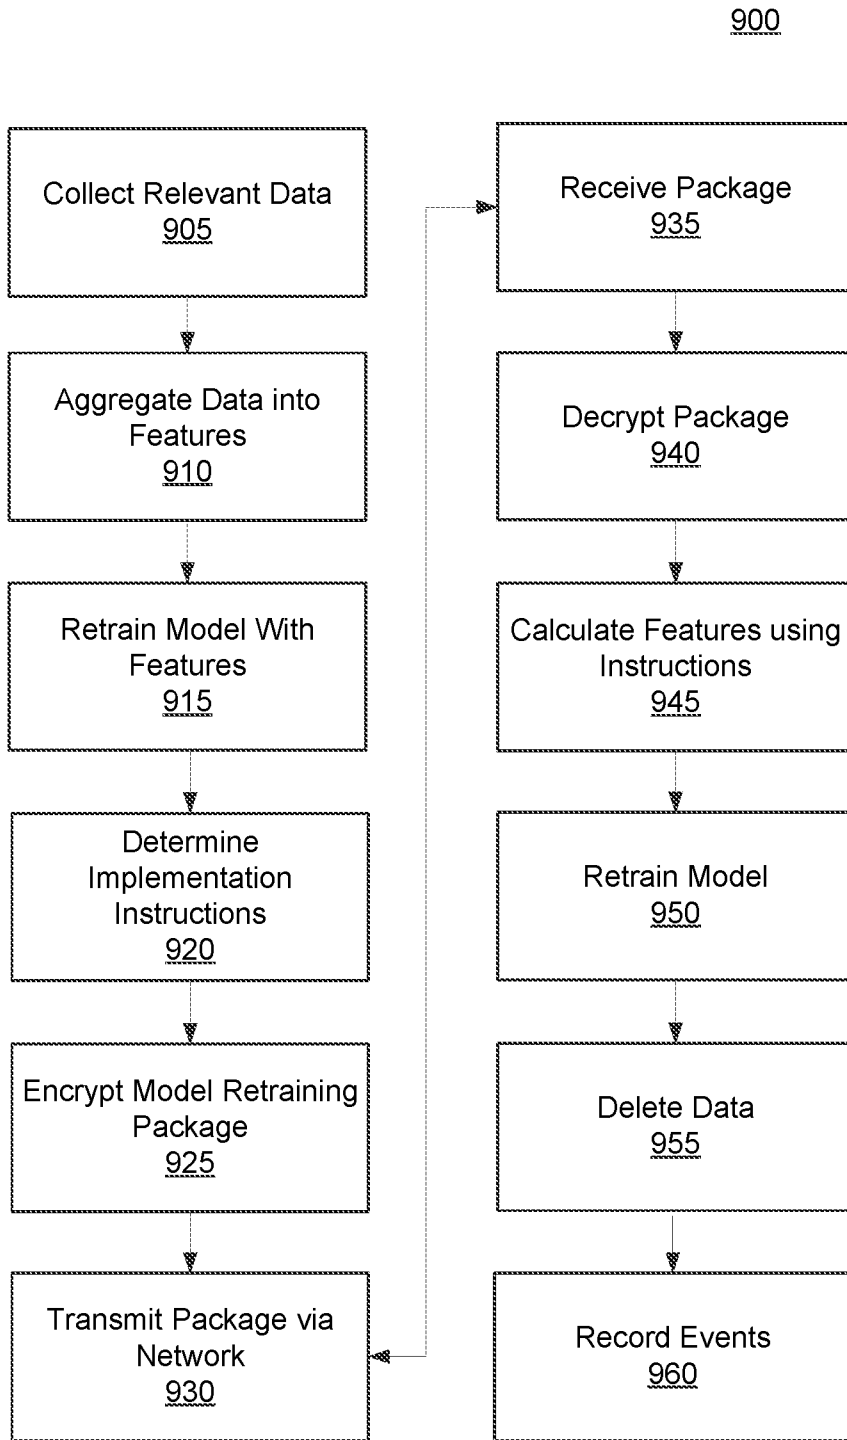 900
Collect Relevant Data
905
Aggregate Data into
Features
910
Retrain Model With
Features
915
Determine
Implementation
Instructions
920
Encrypt Model Retraining
Package
925
Transmit Package via
Network
930
Receive Package
935
Decrypt Package
940
Calculate Features using
Instructions
945
Retrain Model
950
Delete Data
955
Record Events
960